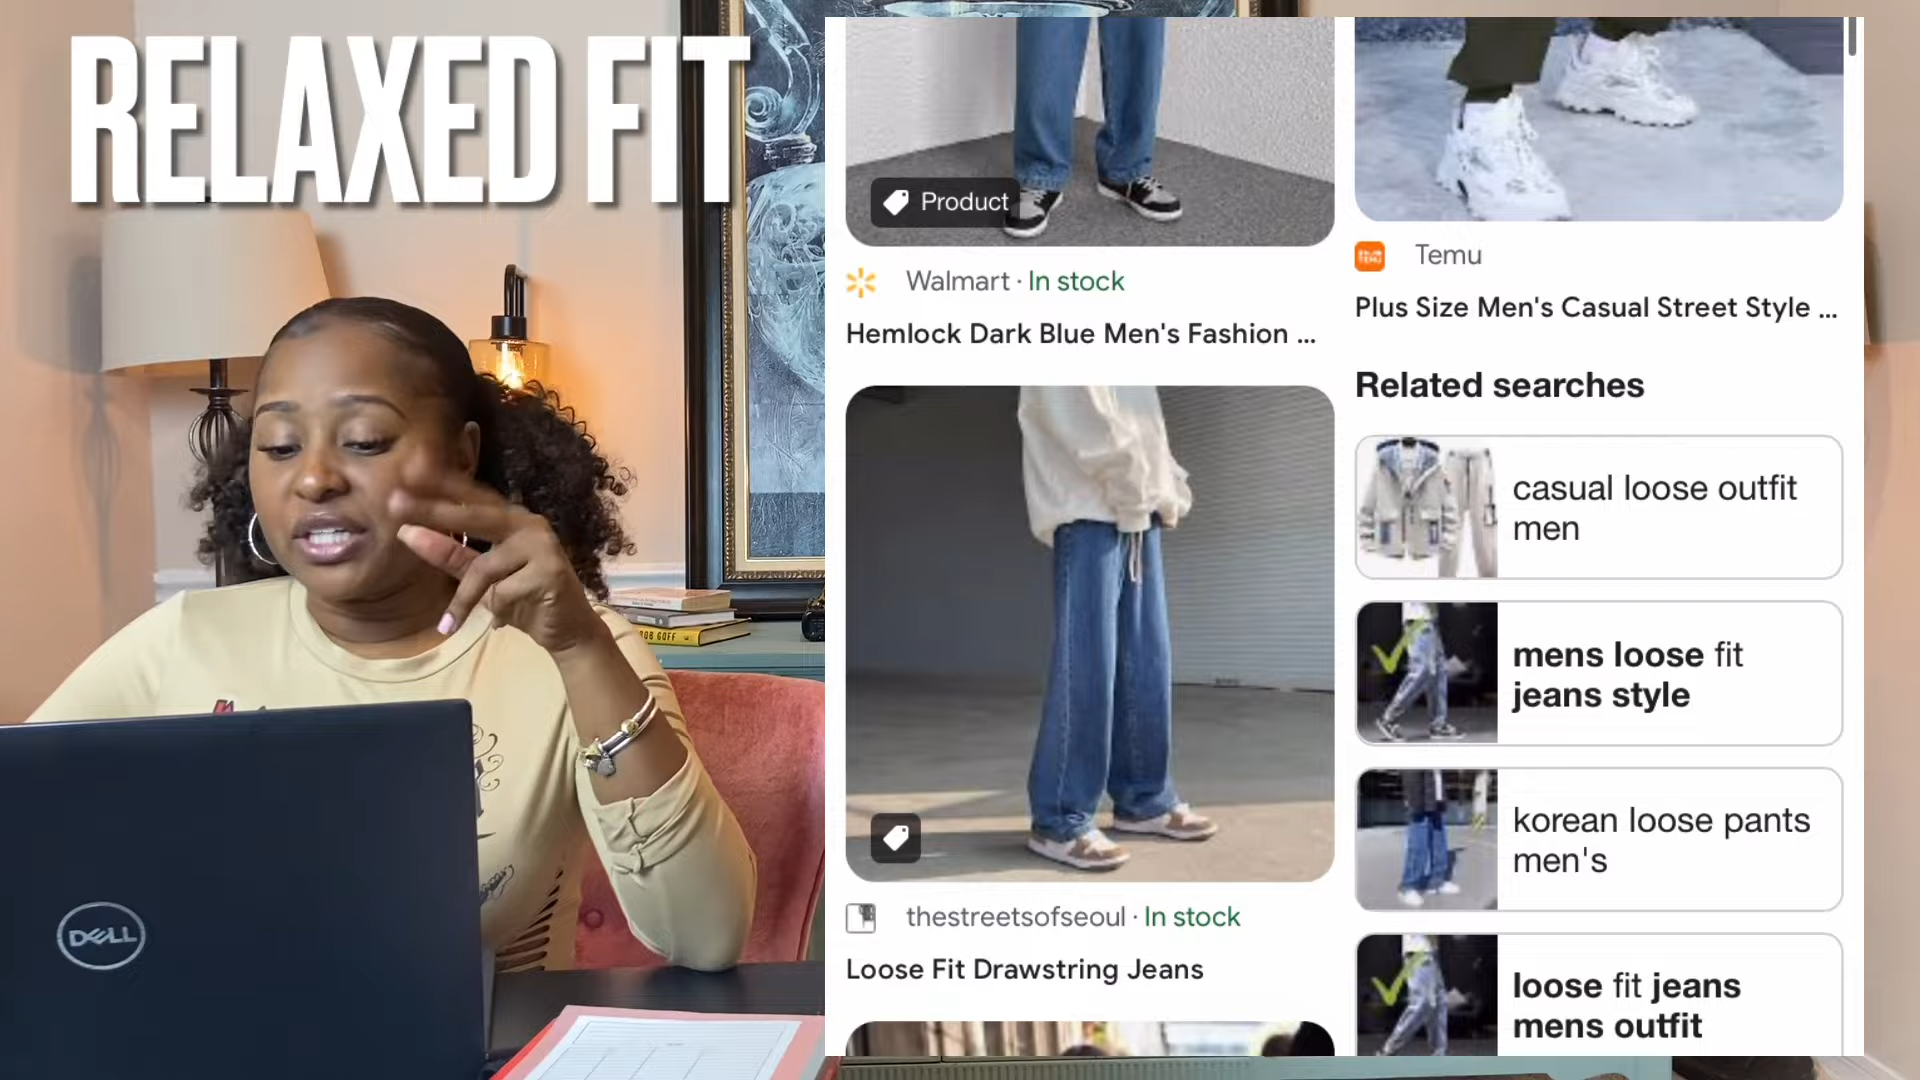 RELAXED FIT
Product
Walmart · In stock
Hemlock Dark Blue Men's Fashion ...
thestreetsofseoul · In stock
Loose Fit Drawstring Jeans
Temu
Plus Size Men's Casual Street Style ...
Related searches
casual loose outfit
men
mens loose fit
jeans style
korean loose pants
men's
loose fit jeans
mens outfit
BOB GOFF
DELL